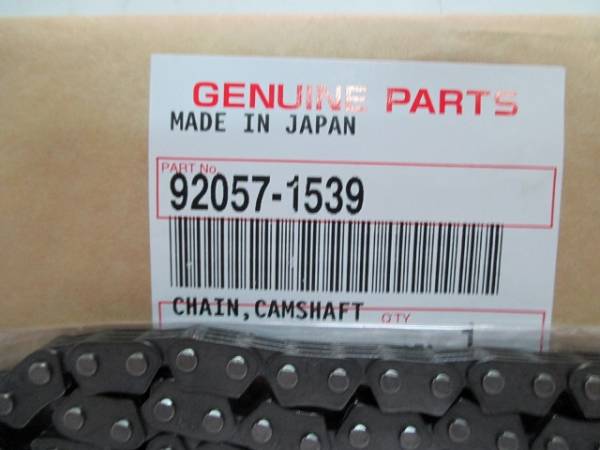 GENUINE PARTS
MADE IN JAPAN
PART No.
92057-1539
CHAIN,CAMSHAFT
QTY